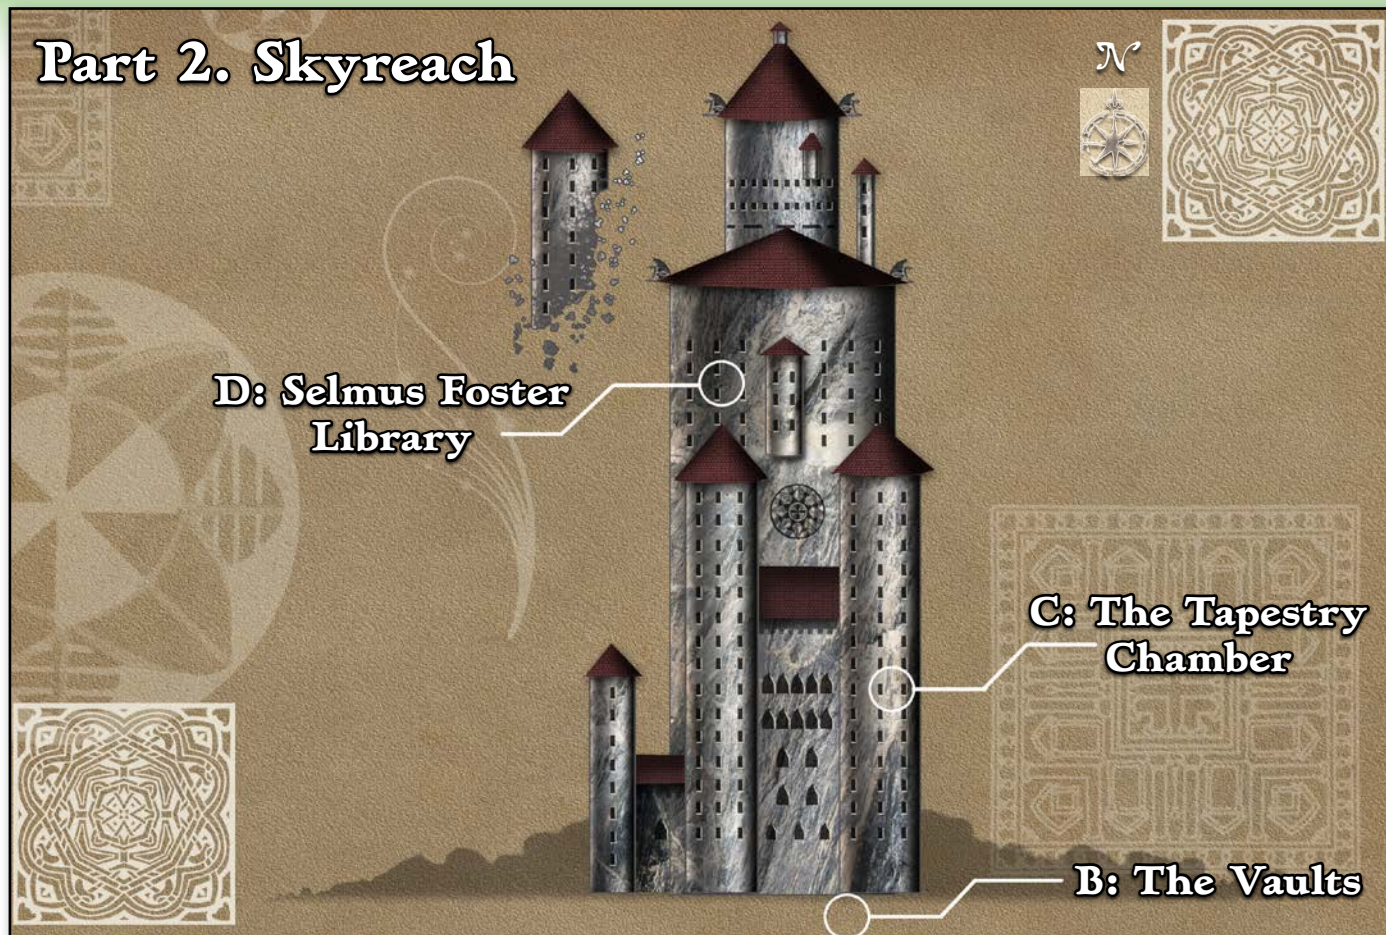 Part 2. Skyreach
N
D: Selmus Foster
Library
C: The Tapestry
Chamber
B: The Vaults